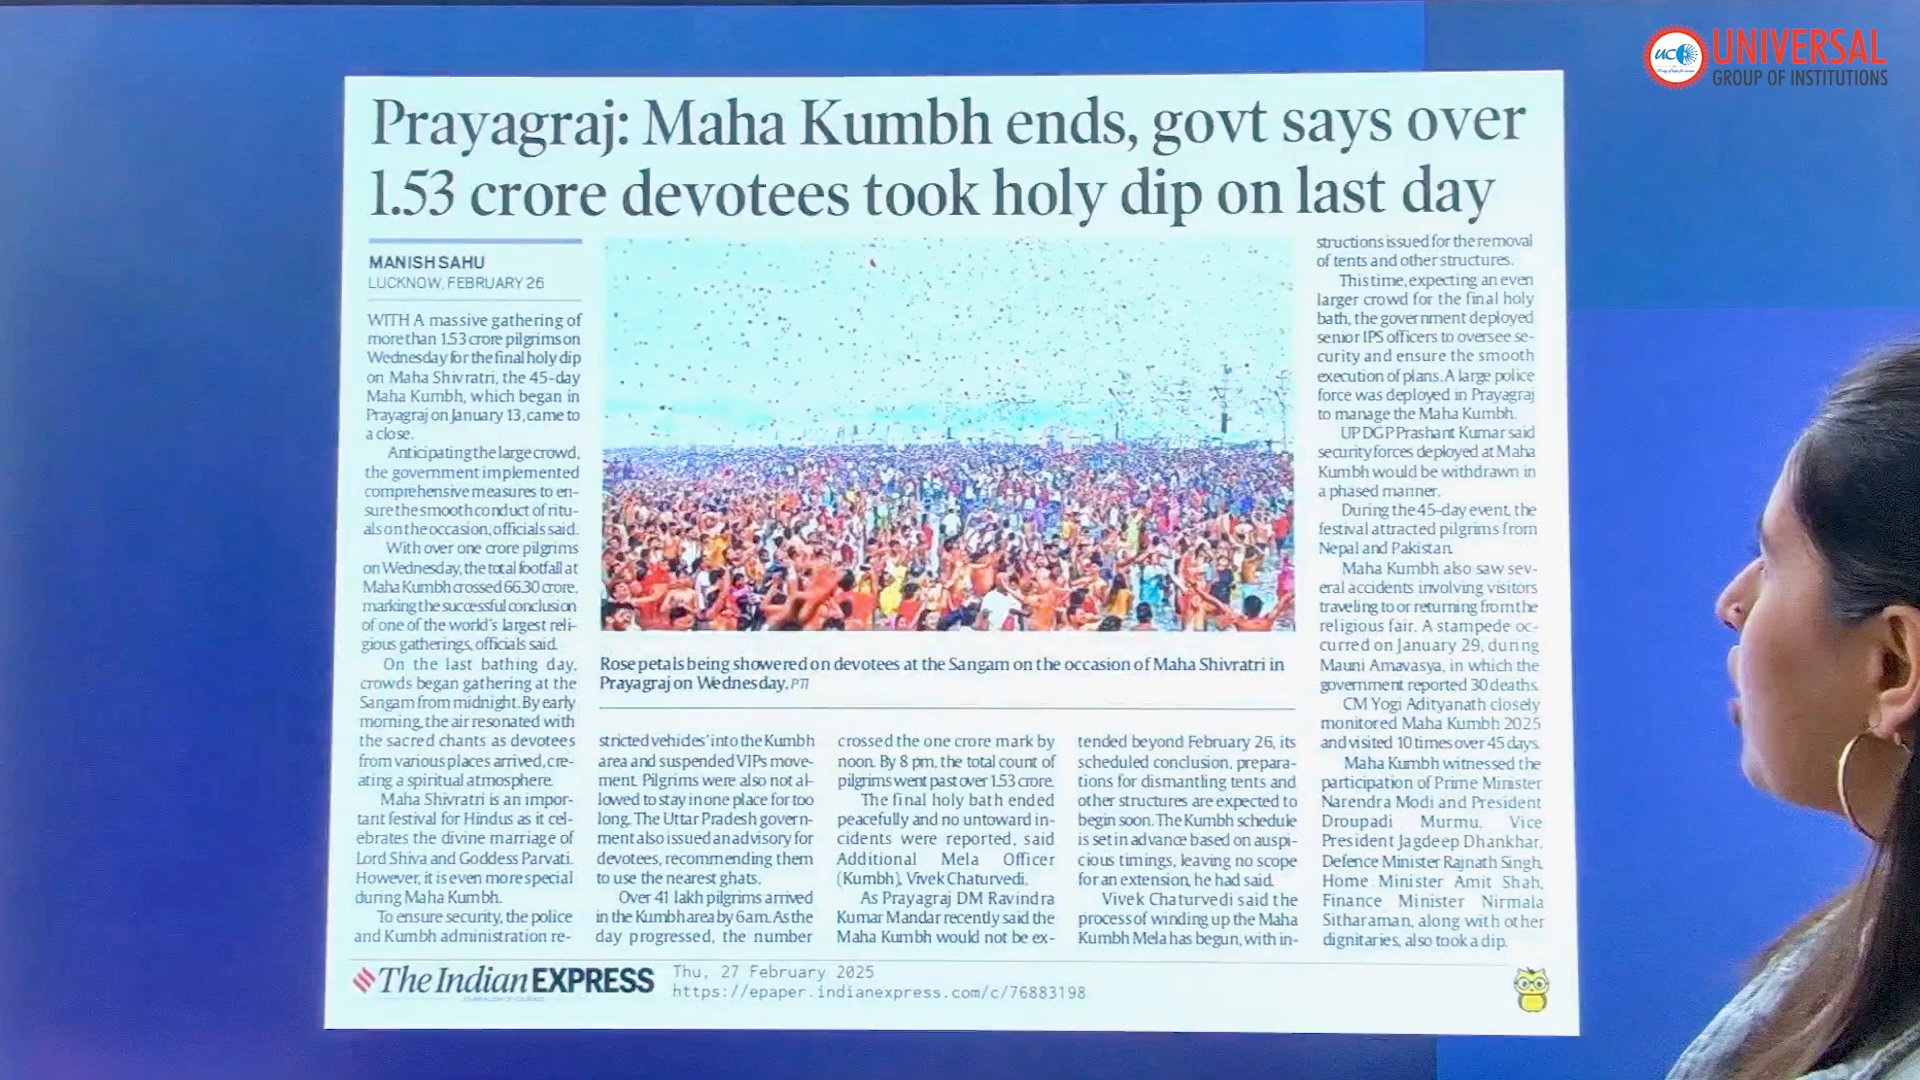 UCI
UNIVERSAL
GROUP OF INSTITUTIONS
Prayagraj: Maha Kumbh ends, govt says over
1.53 crore devotees took holy dip on last day
MANISH SAHU
LUCKNOW, FEBRUARY 26
WITH A massive gathering of
more than 1.53 crore pilgrims on
Wednesday for the final holy dip
on Maha Shivratri, the 45-day
Maha Kumbh, which began in
Prayagraj on January 13, came to
a close.
Anticipating the large crowd,
the government implemented
comprehensive measures to en-
sure the smooth conduct of ritu-
als on the occasion, officials said.
With over one crore pilgrims
on Wednesday, the total footfall at
Maha Kumbh crossed 66.30 crore,
marking the successful conclusion
of one of the world's largest reli-
gious gatherings, officials said.
On the last bathing day,
crowds began gathering at the
Sangam from midnight. By early
morning, the air resonated with
the sacred chants as devotees
from various places arrived, cre-
ating a spiritual atmosphere.
Maha Shivratri is an impor-
tant festival for Hindus as it cel-
ebrates the divine marriage of
Lord Shiva and Goddess Parvati.
However, it is even more special
during Maha Kumbh.
To ensure security, the police
and Kumbh administration re-
Rose petals being showered on devotees at the Sangam on the occasion of Maha Shivratri in
Prayagraj on Wednesday. PTI
stricted vehicles' into the Kumbh
area and suspended VIPs move-
ment. Pilgrims were also not al-
lowed to stay in one place for too
long. The Uttar Pradesh govern-
ment also issued an advisory for
devotees, recommending them
to use the nearest ghats.
Over 41 lakh pilgrims arrived
in the Kumbh area by 6 am. As the
day progressed, the number
crossed the one crore mark by
noon. By 8 pm, the total count of
pilgrims went past over 1.53 crore.
The final holy bath ended
peacefully and no untoward in-
cidents were reported, said
Additional Mela Officer
(Kumbh), Vivek Chaturvedi.
As Prayagraj DM Ravindra
Kumar Mandar recently said the
Maha Kumbh would not be ex-
tended beyond February 26, its
scheduled conclusion, prepara-
tions for dismantling tents and
other structures are expected to
begin soon. The Kumbh schedule
is set in advance based on auspi-
cious timings, leaving no scope
for an extension, he had said.
Vivek Chaturvedi said the
process of winding up the Maha
Kumbh Mela has begun, with in-
structions issued for the removal
of tents and other structures.
This time, expecting an even
larger crowd for the final holy
bath, the government deployed
senior IPS officers to oversee se-
curity and ensure the smooth
execution of plans. A large police
force was deployed in Prayagraj
to manage the Maha Kumbh.
UP DGP Prashant Kumar said
security forces deployed at Maha
Kumbh would be withdrawn in
a phased manner.
During the 45-day event, the
festival attracted pilgrims from
Nepal and Pakistan.
Maha Kumbh also saw sev-
eral accidents involving visitors
traveling to or returning from the
religious fair. A stampede oc-
curred on January 29, during
Mauni Amavasya, in which the
government reported 30 deaths.
CM Yogi Adityanath closely
monitored Maha Kumbh 2025
and visited 10 times over 45 days.
Maha Kumbh witnessed the
participation of Prime Minister
Narendra Modi and President
Droupadi Murmu. Vice
President Jagdeep Dhankhar,
Defence Minister Rajnath Singh,
Home Minister Amit Shah,
Finance Minister Nirmala
Sitharaman, along with other
dignitaries, also took a dip.
The Indian EXPRESS
Thu, 27 February 2025
https://epaper.indianexpress.com/c/76883198